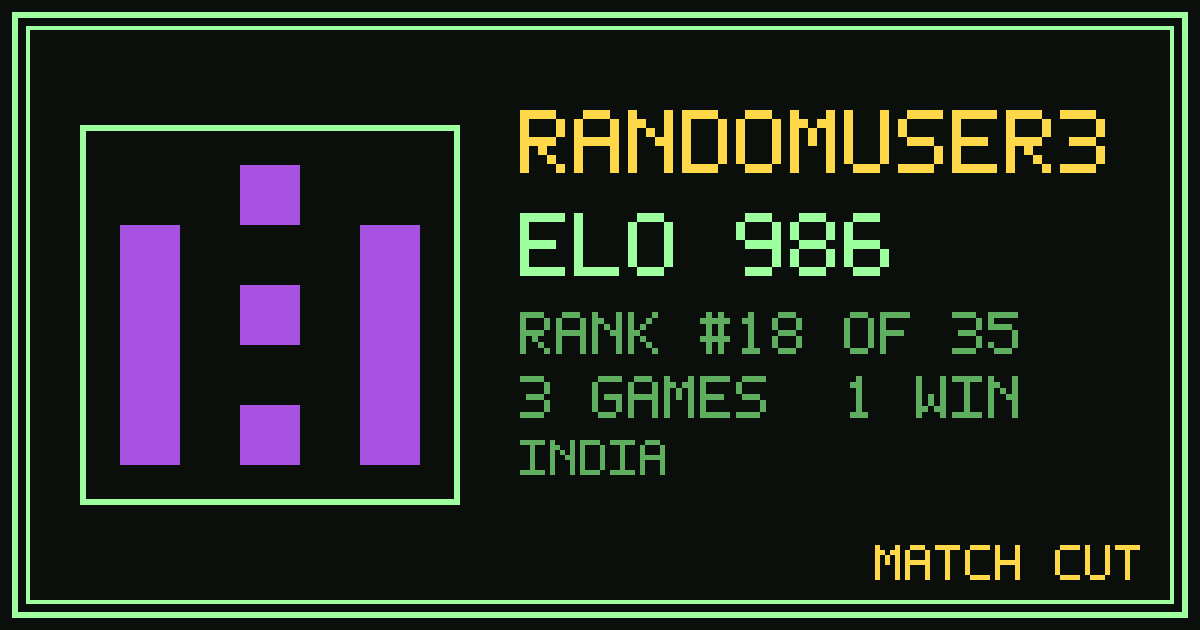 RANDOMUSER3
ELO 986
RANK #18 OF 35
3 GAMES 1 WIN
INDIA
MATCH CUT